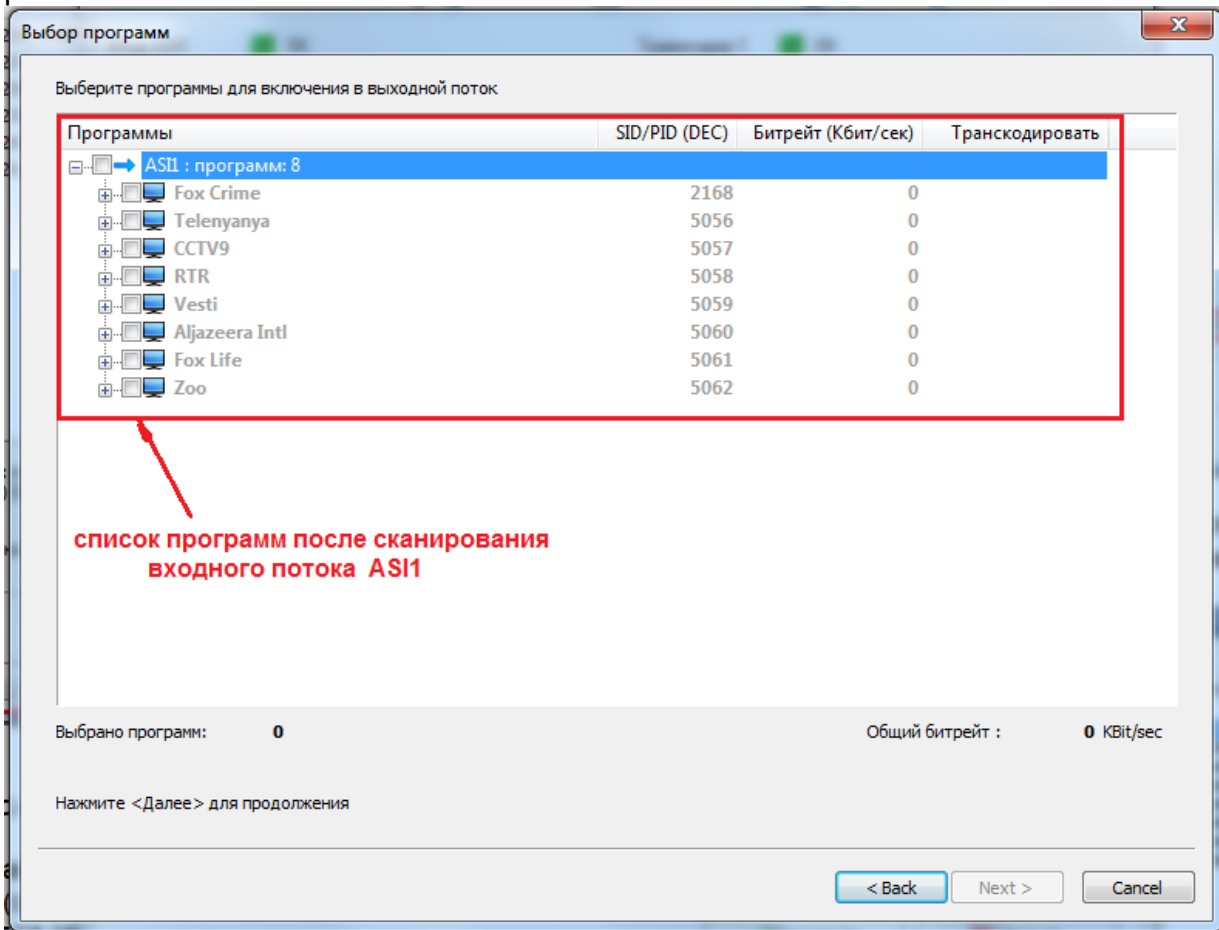 Выбор программ
Выберите программы для включения в выходной поток
Программы SID/PID (DEC) Битрейт (Кбит/сек) Транскодировать
ASI1 : программ: 8
Fox Crime 2168 0
Telenyanya 5056 0
CCTV9 5057 0
RTR 5058 0
Vesti 5059 0
Aljazeera Intl 5060 0
Fox Life 5061 0
Zoo 5062 0
список программ после сканирования
входного потока ASI1
Выбрано программ: 0 Общий битрейт : 0 KBit/sec
Нажмите <Далее> для продолжения
< Back Next > Cancel